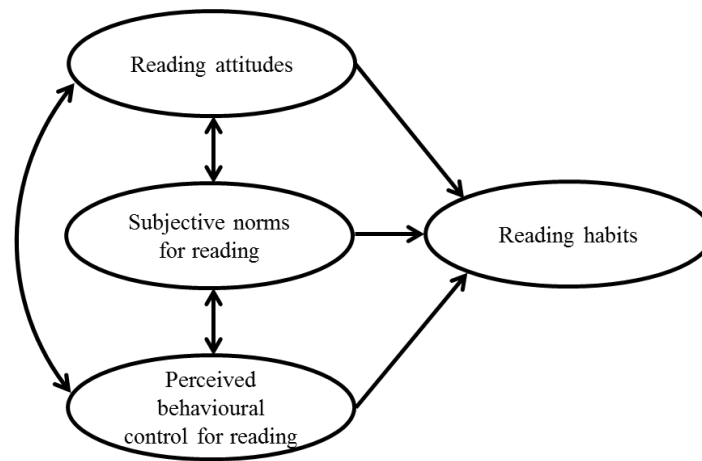 Reading attitudes
Subjective norms
for reading
Reading habits
Perceived
behavioural
control for reading